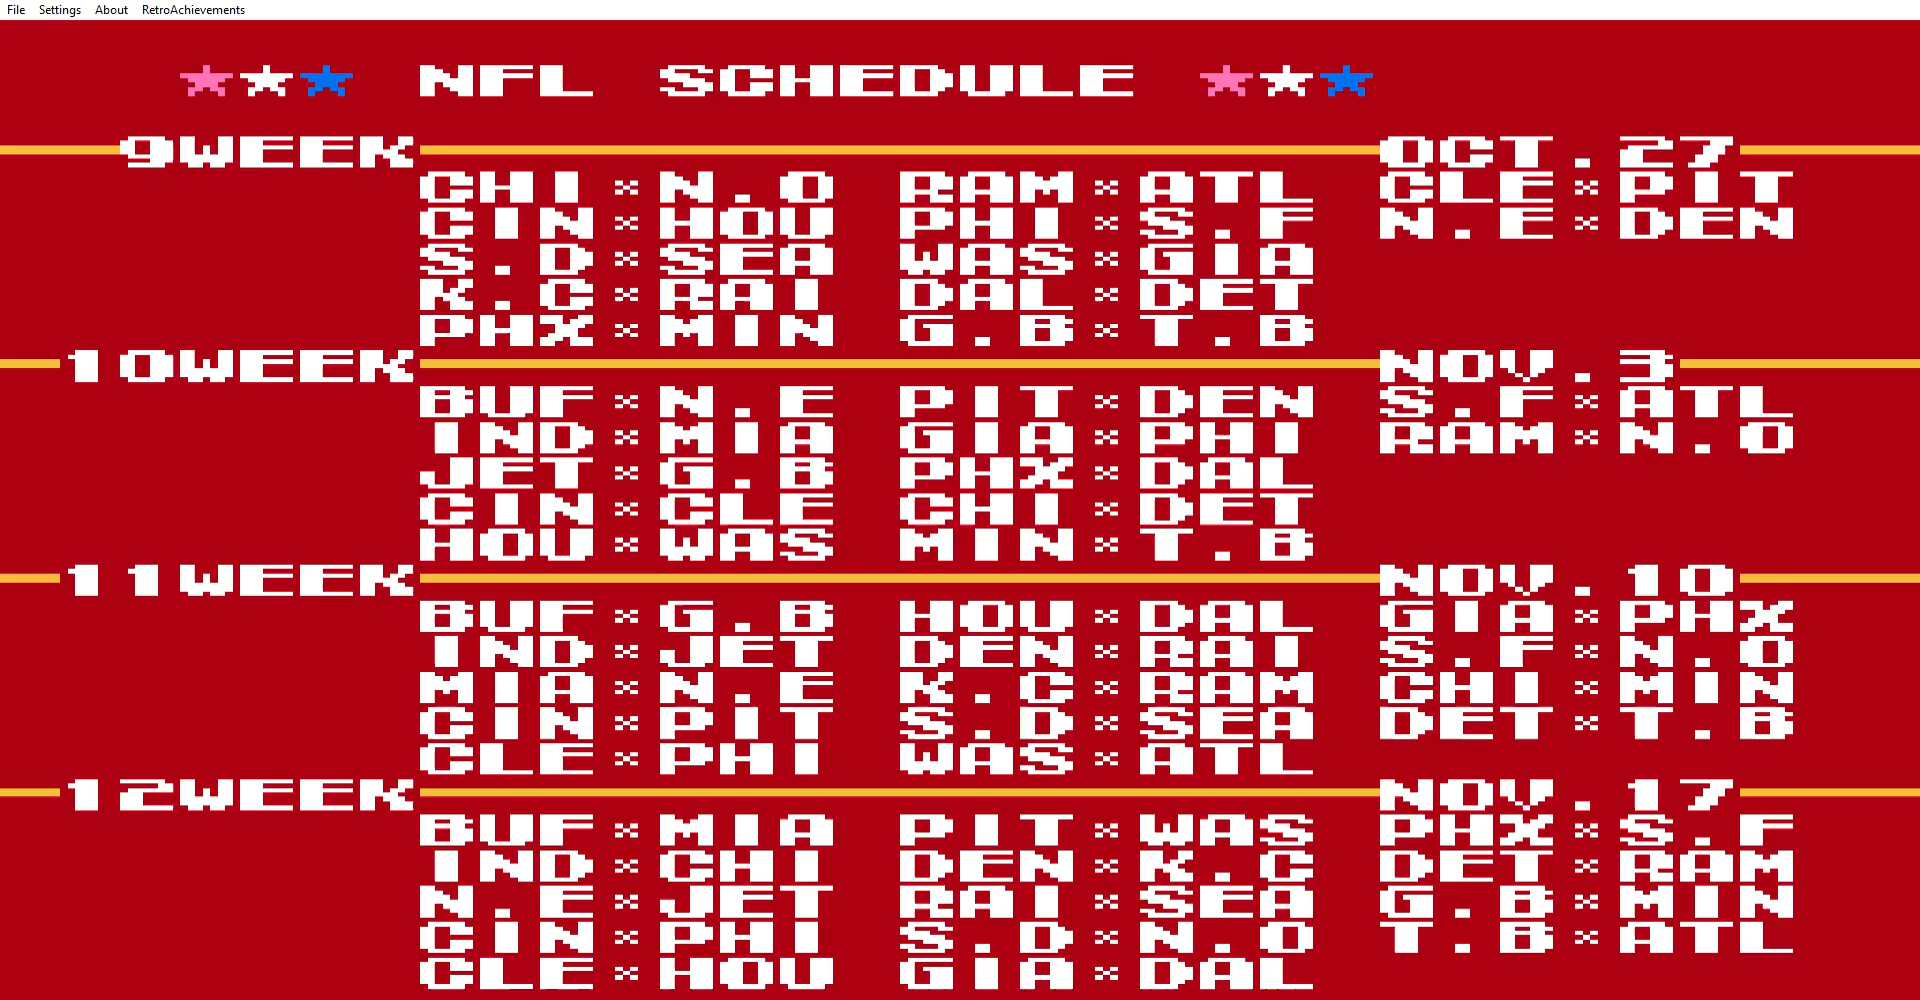 File Settings About RetroAchievements
NFL SCHEDULE
9WEEK OCT.27
CHI×N.O RAM×ATL CLE×PIT
CIN×HOU PHI×S.F N.E×DEN
S.D×SEA WAS×GIA
K.C×RAI DAL×DET
PHX×MIN G.B×T.B
10WEEK NOV.3
BUF×N.E PIT×DEN S.F×ATL
IND×MIA GIA×PHI RAM×N.O
JET×G.B PHX×DAL
CIN×CLE CHI×DET
HOU×WAS MIN×T.B
11WEEK NOV.10
BUF×G.B HOU×DAL GIA×PHX
IND×JET DEN×RAI S.F×N.O
MIA×N.E K.C×RAM CHI×MIN
CIN×PIT S.D×SEA DET×T.B
CLE×PHI WAS×ATL
12WEEK NOV.17
BUF×MIA PIT×WAS PHX×S.F
IND×CHI DEN×K.C DET×RAM
N.E×JET RAI×SEA G.B×MIN
CIN×PHI S.D×N.O T.B×ATL
CLE×HOU GIA×DAL